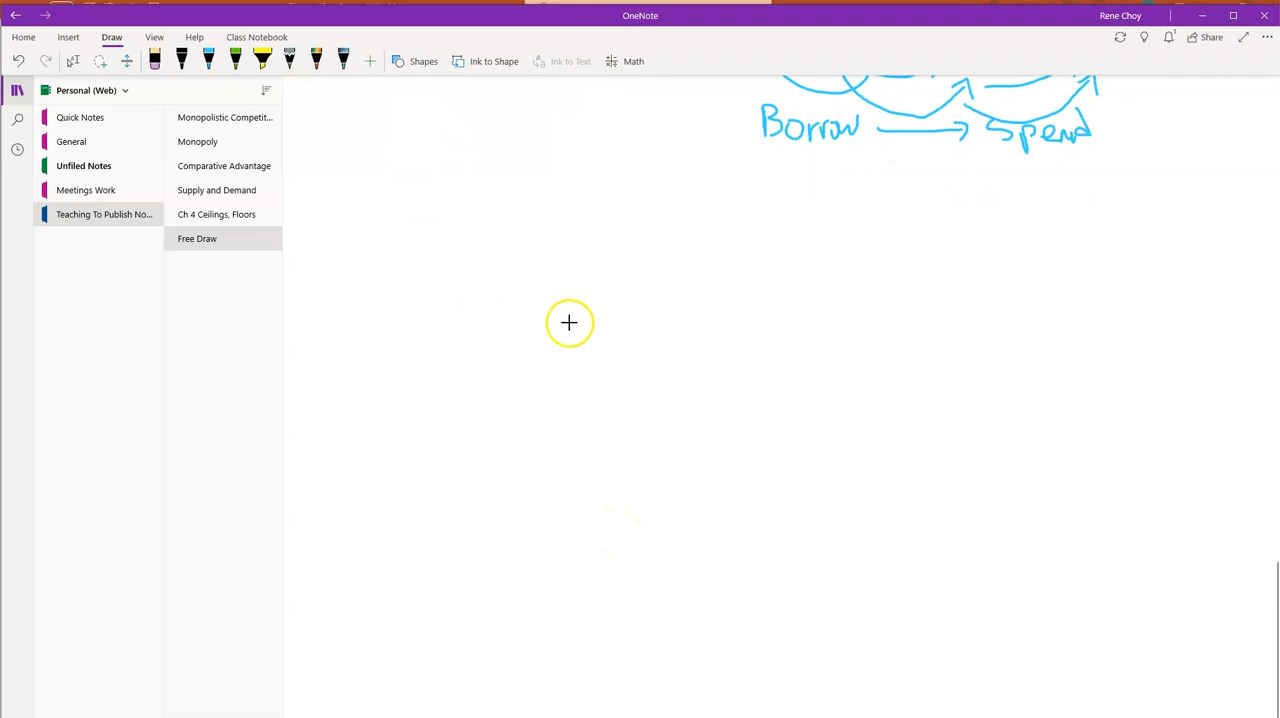 OneNote
Rene Choy
Home Insert Draw View Help Class Notebook
Share
Shapes Ink to Shape Ink to Text Math
Personal (Web)
Quick Notes
General
Unfiled Notes
Meetings Work
Teaching To Publish No...
Monopolistic Competit...
Monopoly
Comparative Advantage
Supply and Demand
Ch 4 Ceilings, Floors
Free Draw
Borrow → Spend